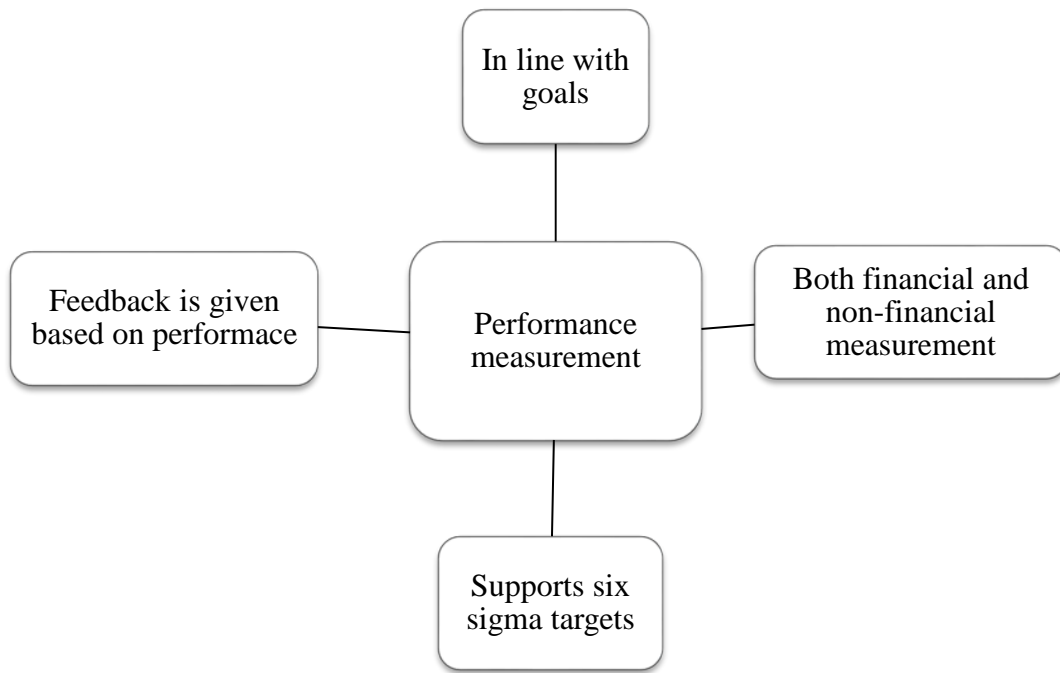 In line with
goals
Feedback is given
based on performace
Performance
measurement
Both financial and
non-financial
measurement
Supports six
sigma targets